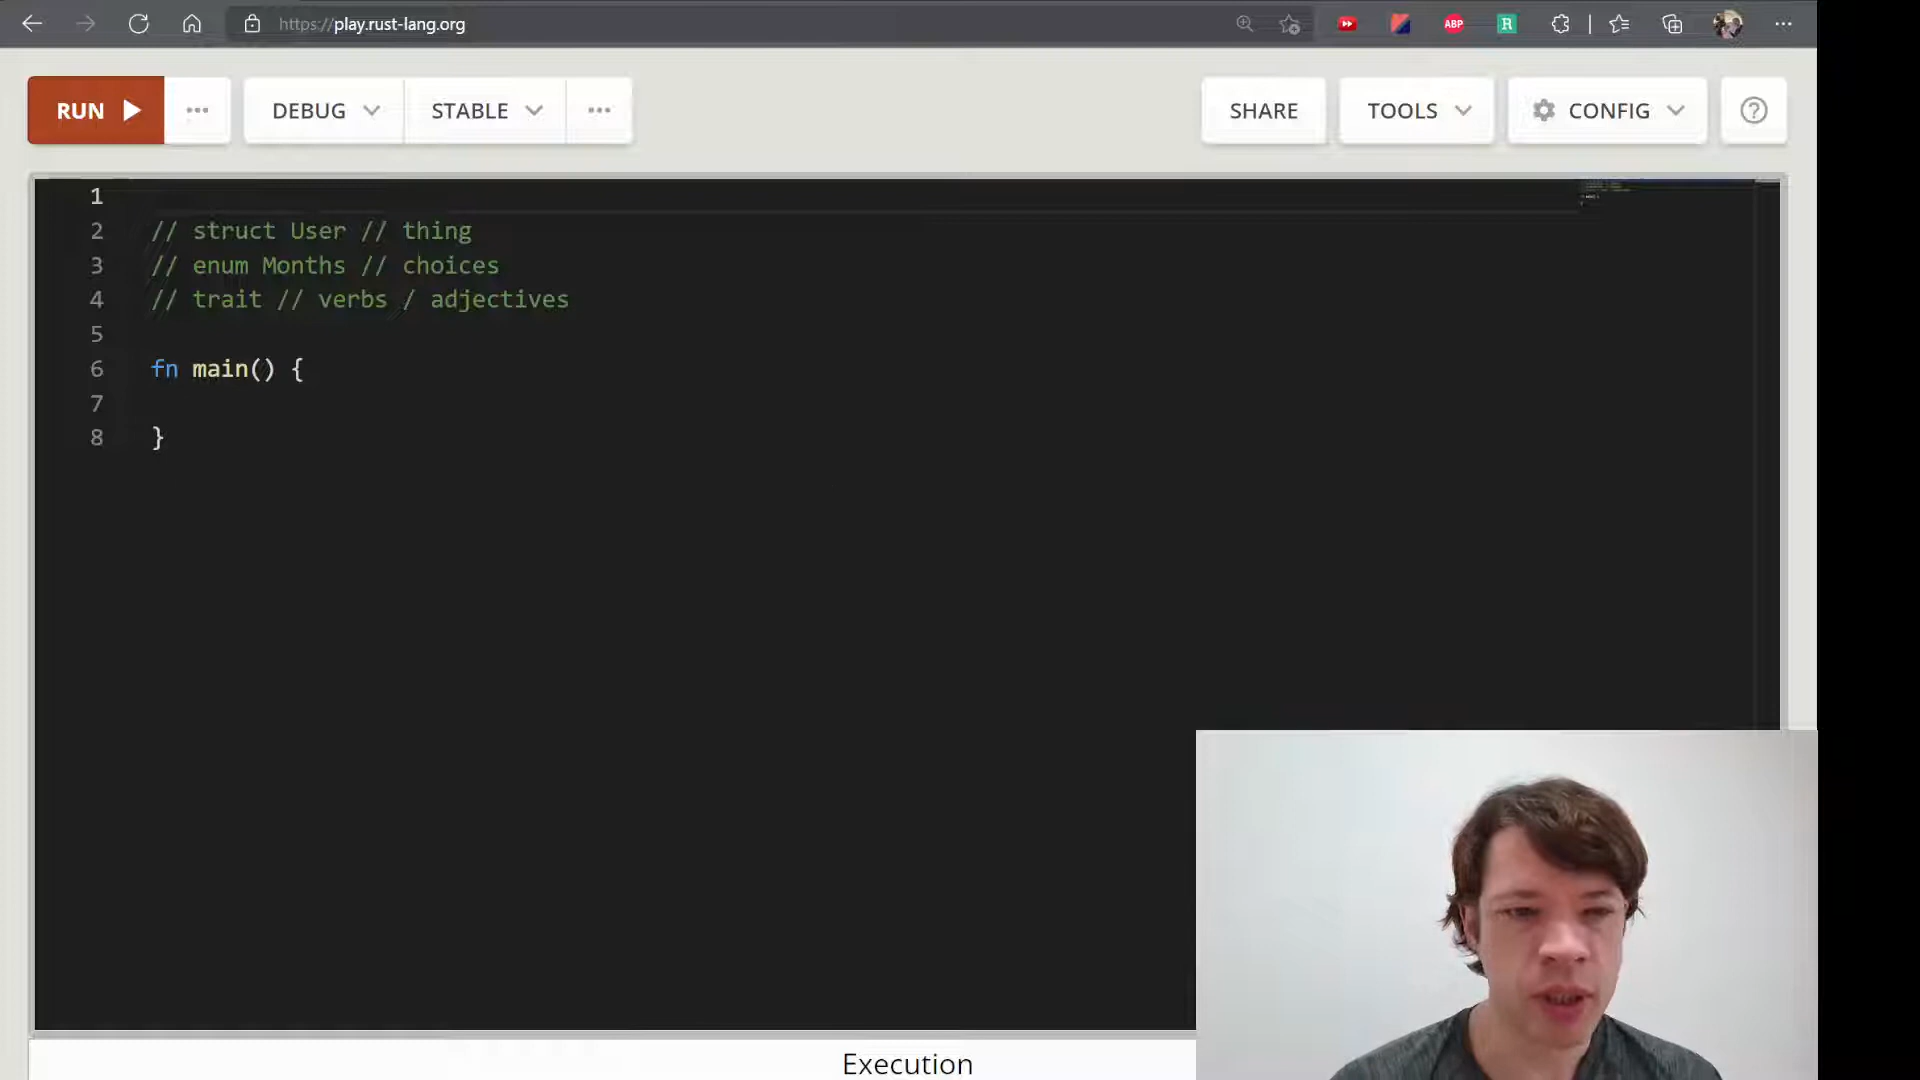 https://play.rust-lang.org
ABP
R
RUN
DEBUG
STABLE
SHARE
TOOLS
CONFIG
?
1
2 // struct User // thing
3 // enum Months // choices
4 // trait // verbs / adjectives
5
6 fn main() {
7
8 }
Execution